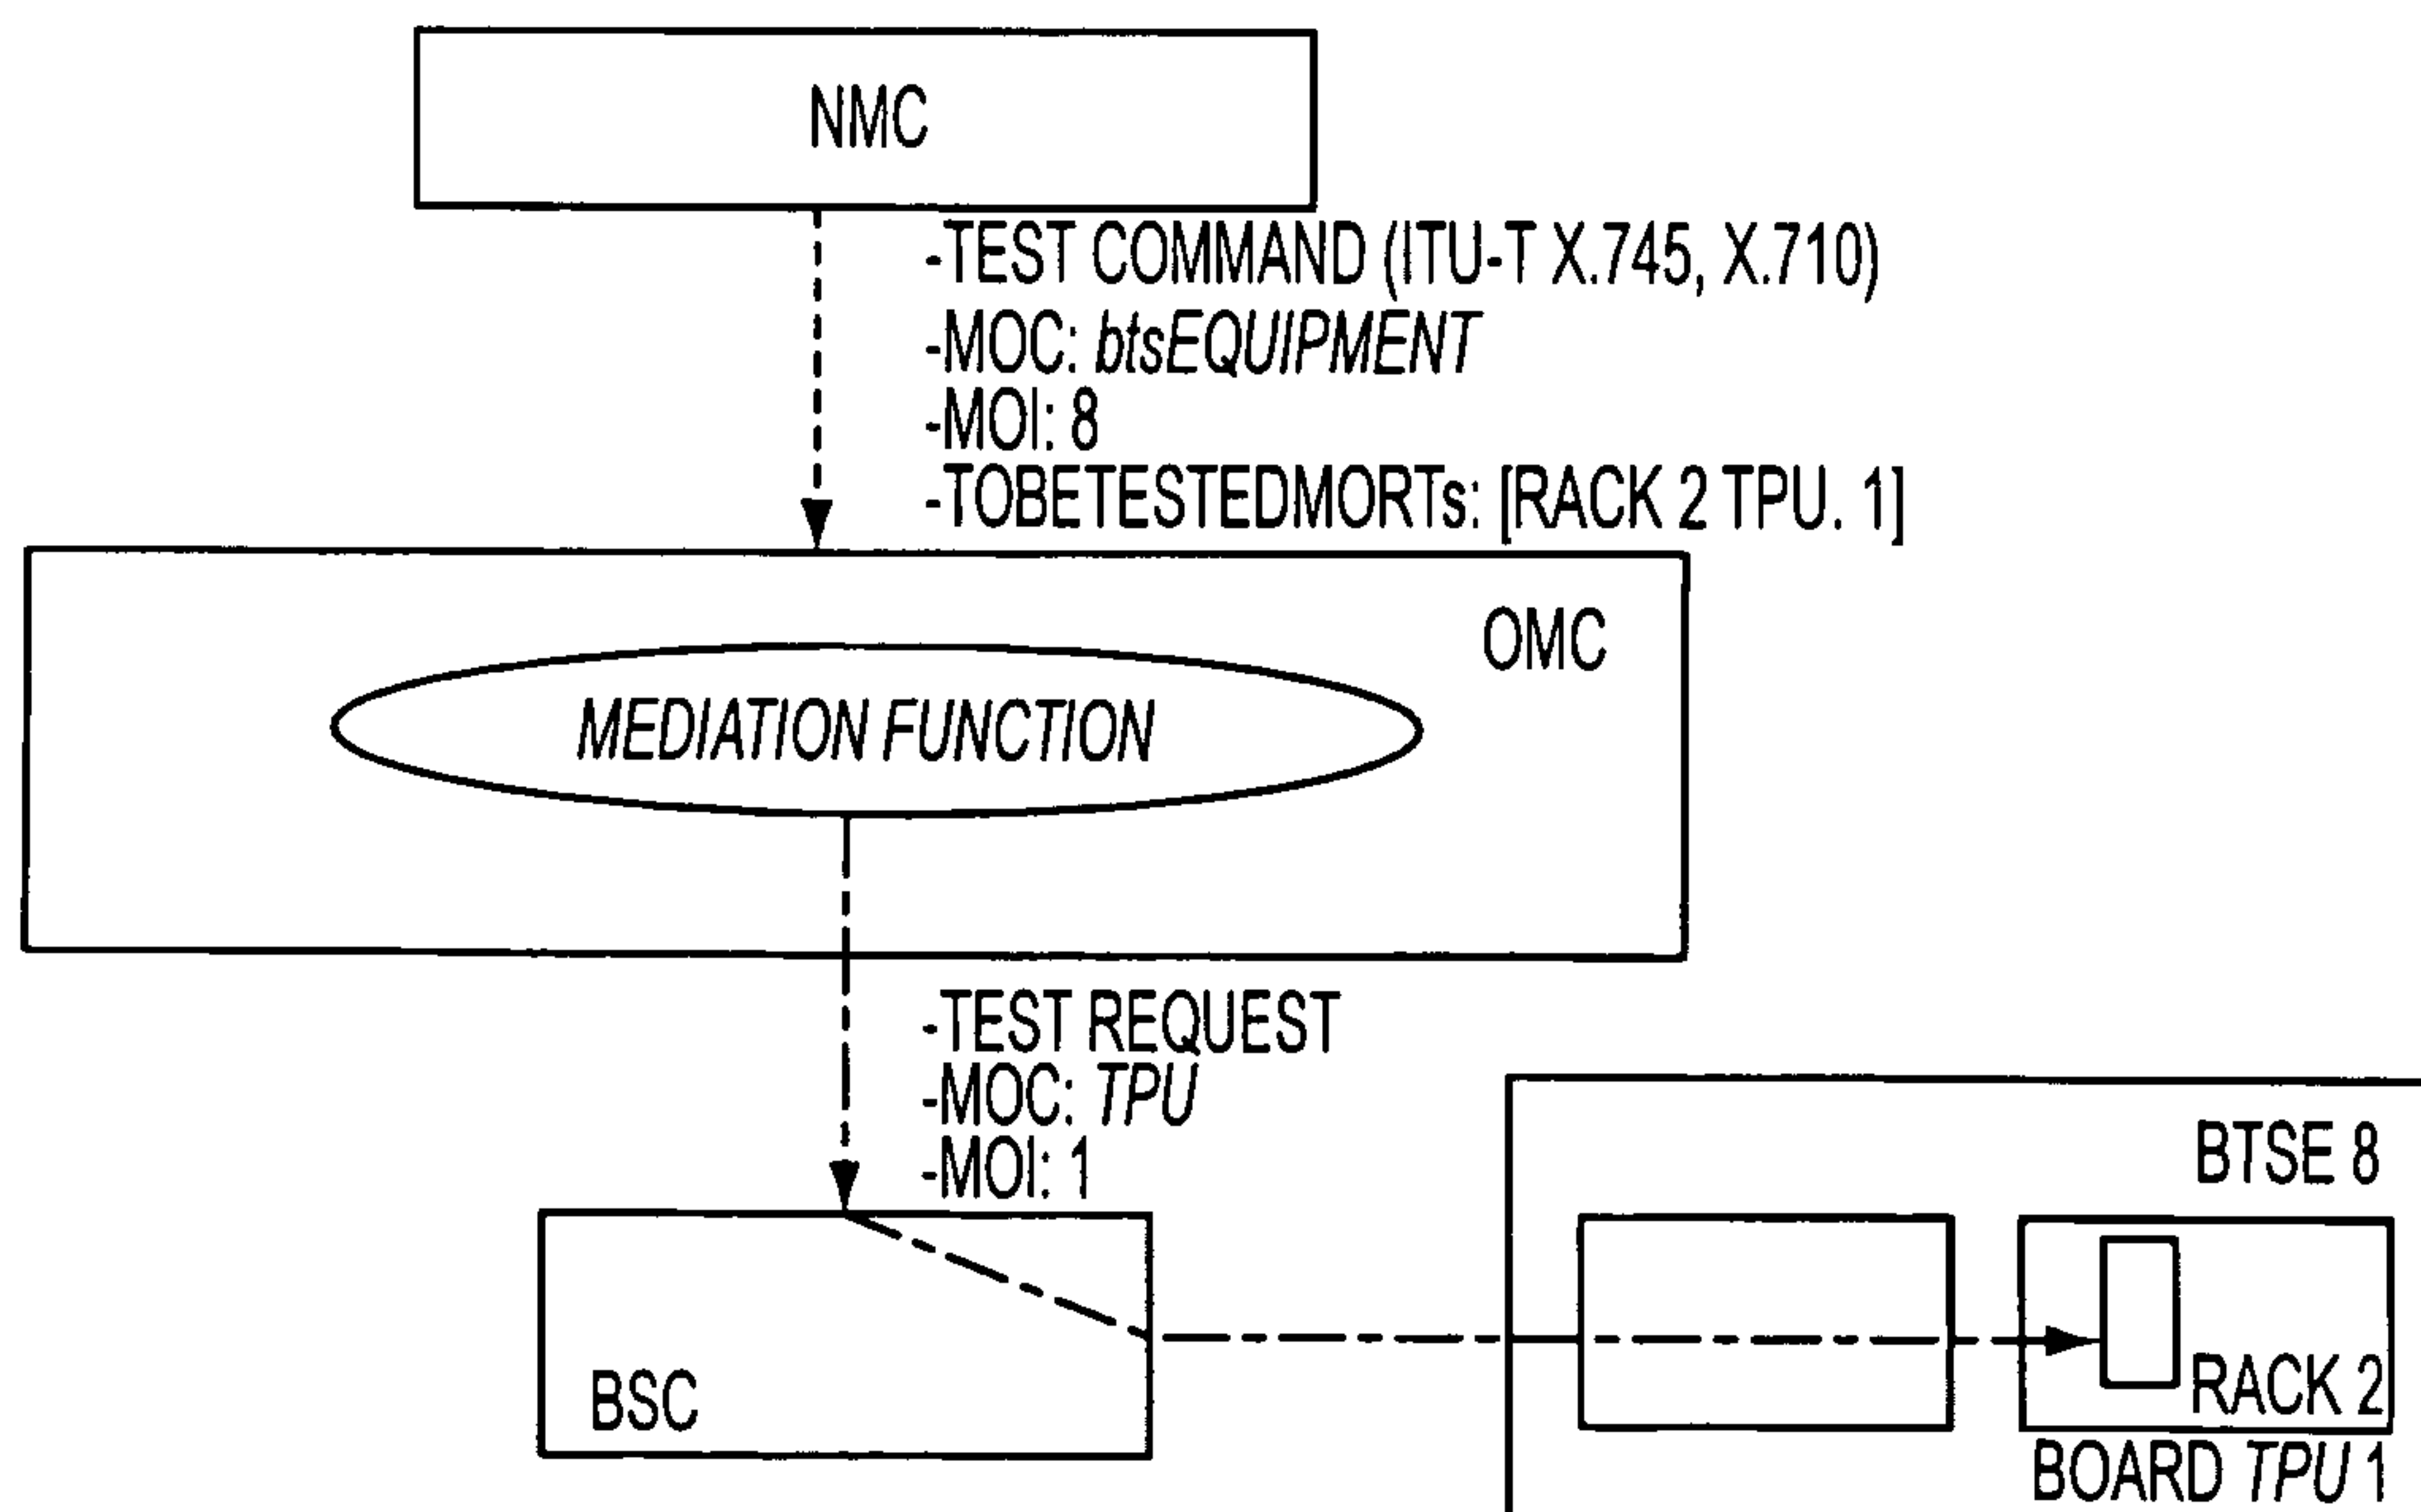 NMC
-TEST COMMAND (ITU-T X.745, X.710)
-MOC: btsEQUIPMENT
-MOI: 8
-TOBETESTEDMORTs: [RACK 2 TPU. 1]
OMC
MEDIATION FUNCTION
-TEST REQUEST
-MOC: TPU
-MOI: 1
BTSE 8
BSC
RACK 2
BOARD TPU 1